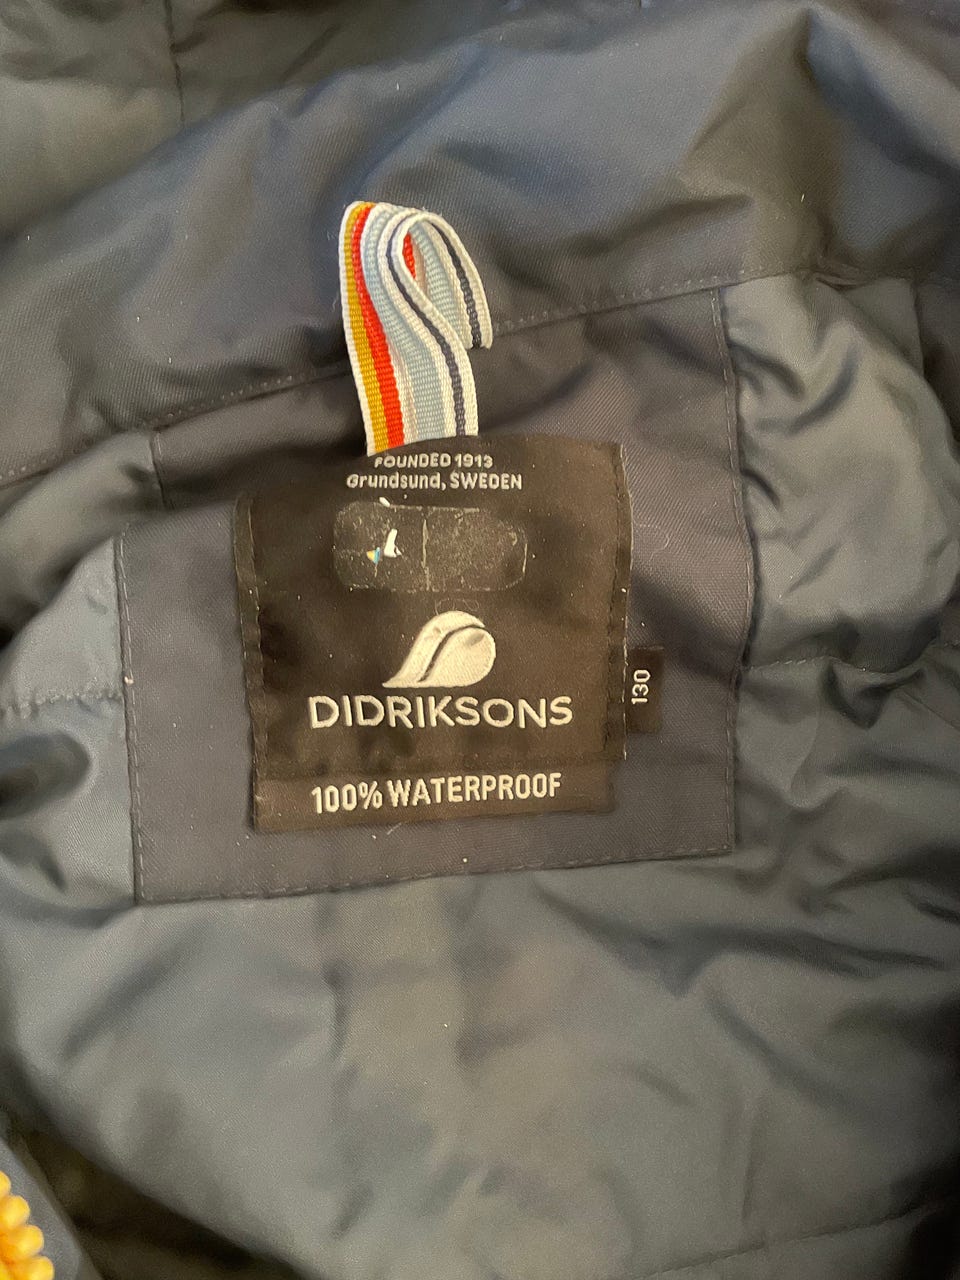 FOUNDED 1913
Grundsund, SWEDEN
DIDRIKSONS
130
100% WATERPROOF